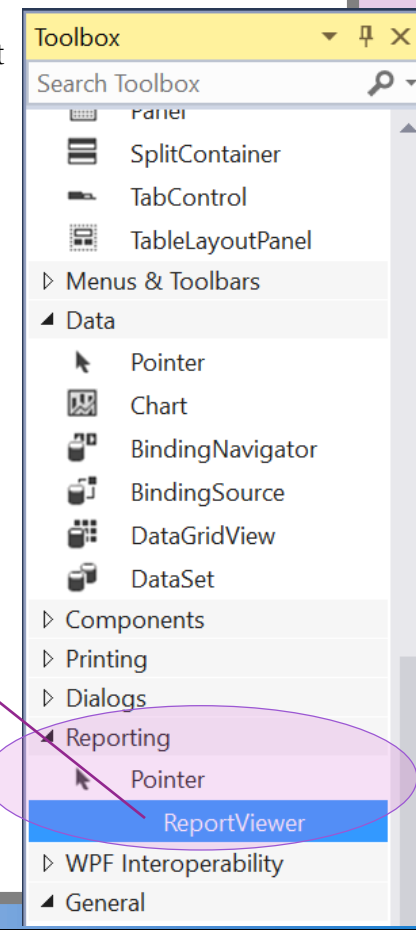 Toolbox
t
Search Toolbox
Panel
SplitContainer
TabControl
TableLayoutPanel
Menus & Toolbars
Data
Pointer
Chart
BindingNavigator
BindingSource
DataGridView
DataSet
Components
Printing
Dialogs
Reporting
Pointer
ReportViewer
WPF Interoperability
General